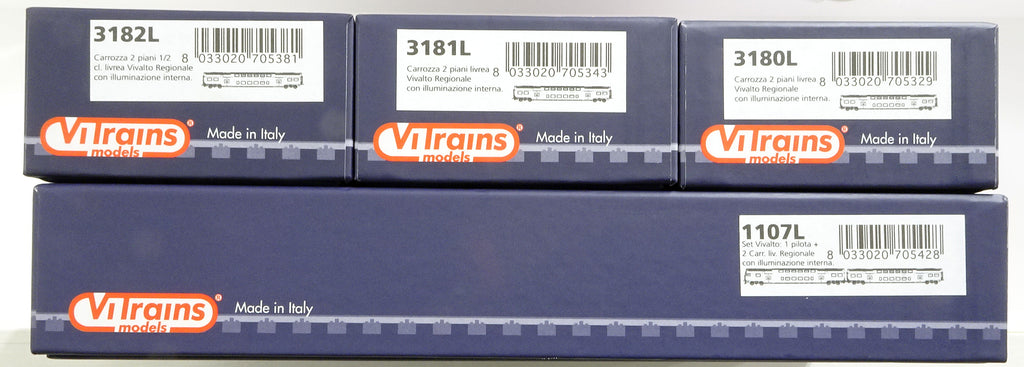 3182L
Carrozza 2 piani 1/2
cl. livrea Vivalto Regionale
con illuminazione interna.
8 033020 705381
ViTrains®
models
Made in Italy
3181L
Carrozza 2 piani livrea
Vivalto Regionale
con illuminazione interna.
8 033020 705343
ViTrains®
models
Made in Italy
3180L
Carrozza 2 piani livrea
Vivalto Regionale
con illuminazione interna.
8 033020 705329
ViTrains®
models
Made in Italy
1107L
Set Vivalto: 1 pilota +
2 Carr. liv. Regionale
con illuminazione interna.
8 033020 705428
ViTrains®
models
Made in Italy